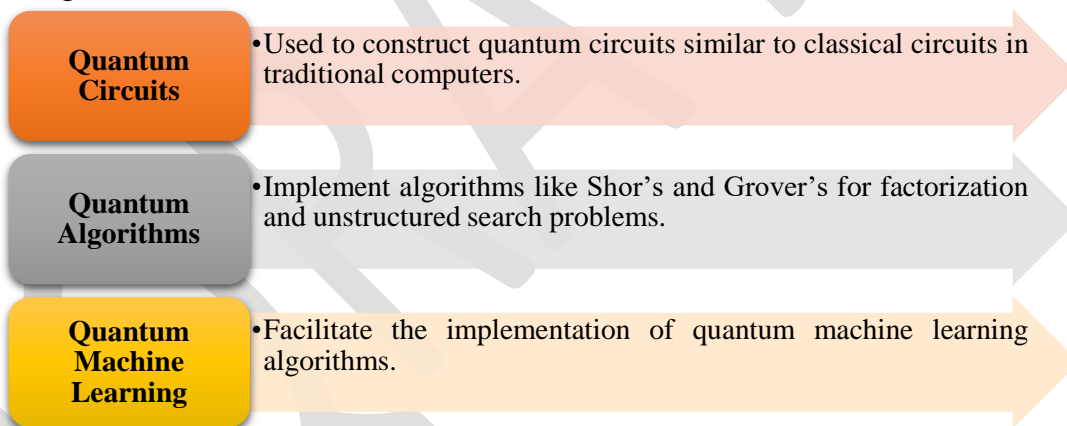 Quantum
Circuits
•Used to construct quantum circuits similar to classical circuits in
traditional computers.
Quantum
Algorithms
•Implement algorithms like Shor’s and Grover’s for factorization
and unstructured search problems.
Quantum
Machine
Learning
•Facilitate the implementation of quantum machine learning
algorithms.